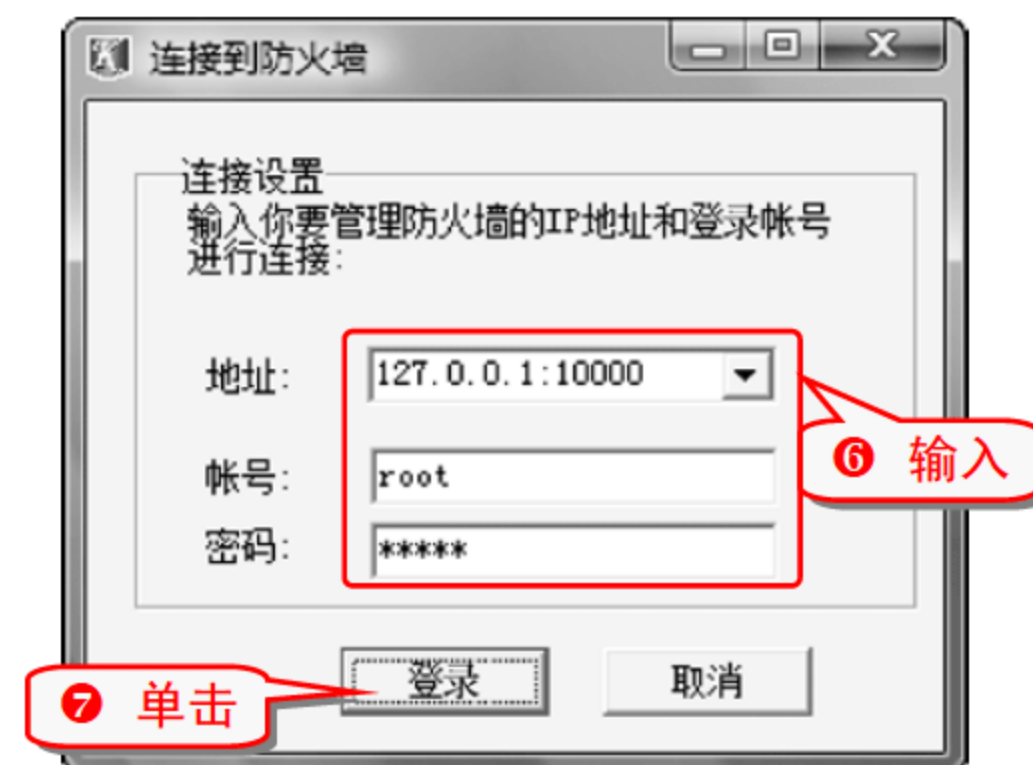 连接到防火墙
连接设置
输入你要管理防火墙的IP地址和登录帐号
进行连接:
地址:
127.0.0.1:10000
❻ 输入
帐号:
root
密码:
*****
登录
取消
❼ 单击